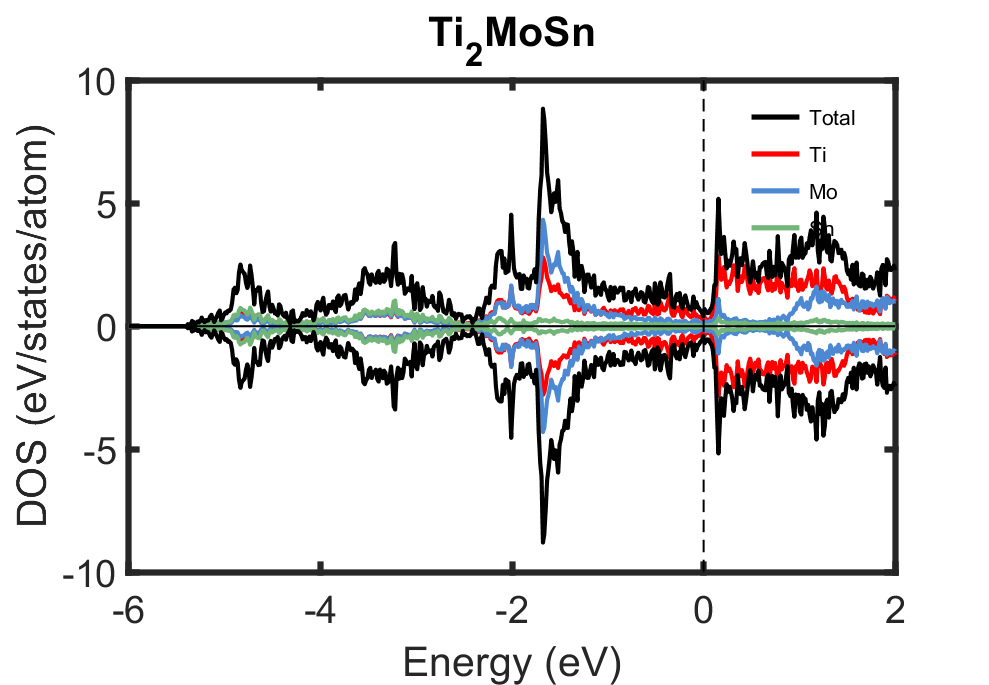 Ti2MoSn
10
5
0
-5
-10
DOS (eV/states/atom)
Total
Ti
Mo
Sn
-6 -4 -2 0 2
Energy (eV)